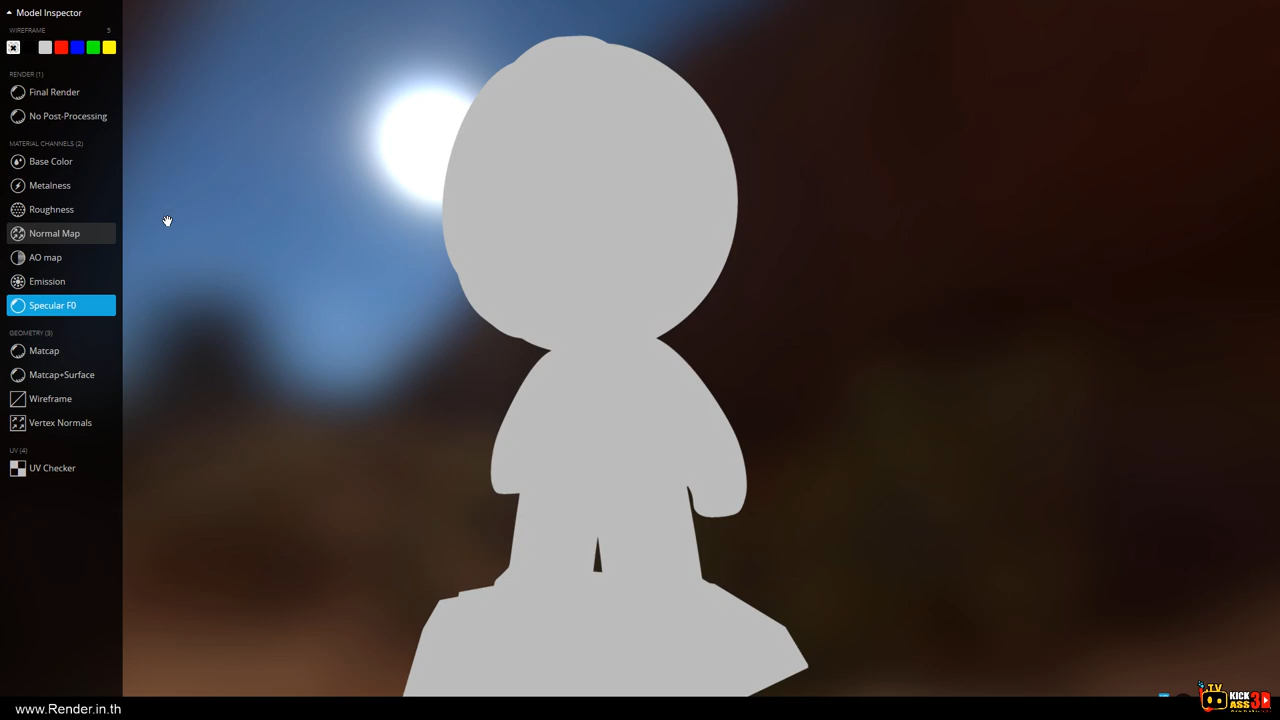 Model Inspector
WIREFRAME 5
RENDER (1)
Final Render
No Post-Processing
MATERIAL CHANNELS (2)
Base Color
Metalness
Roughness
Normal Map
AO map
Emission
Specular F0
GEOMETRY (3)
Matcap
Matcap+Surface
Wireframe
Vertex Normals
UV (4)
UV Checker
www.Render.in.th
TV
KICK
ASS 3D